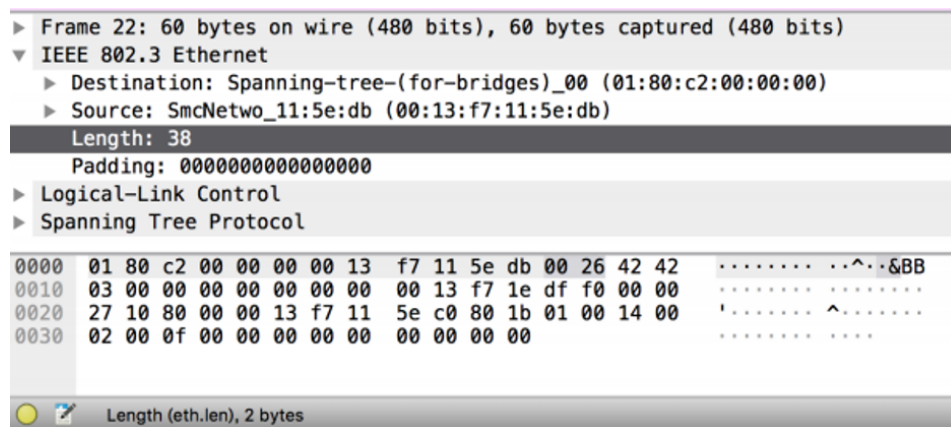 Frame 22: 60 bytes on wire (480 bits), 60 bytes captured (480 bits)
IEEE 802.3 Ethernet
Destination: Spanning-tree-(for-bridges)_00 (01:80:c2:00:00:00)
Source: SmcNetwo_11:5e:db (00:13:f7:11:5e:db)
Length: 38
Padding: 0000000000000000
Logical-Link Control
Spanning Tree Protocol
0000 01 80 c2 00 00 00 00 13 f7 11 5e db 00 26 42 42 ........ ..^..&BB
0010 03 00 00 00 00 00 00 00 00 13 f7 1e df f0 00 00 ........ ........
0020 27 10 80 00 00 13 f7 11 5e c0 80 1b 01 00 14 00 '....... ^.......
0030 02 00 0f 00 00 00 00 00 00 00 00 00 ........ ....
Length (eth.len), 2 bytes